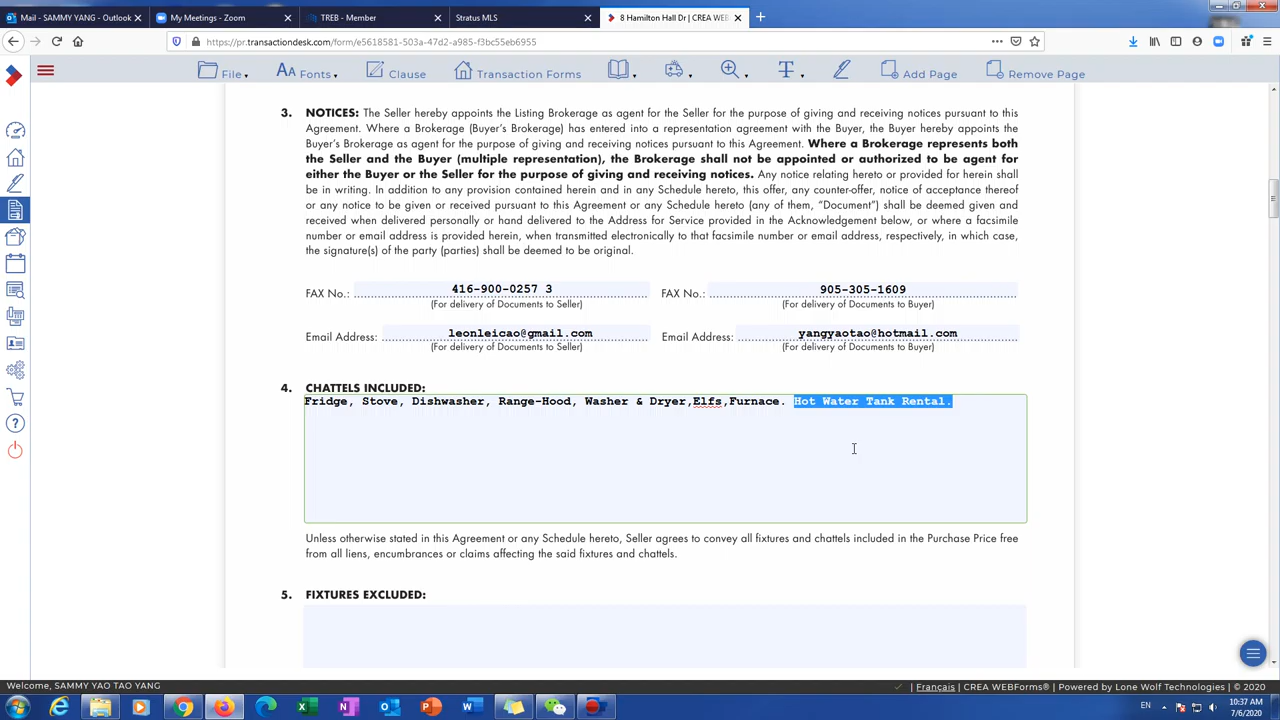 Mail - SAMMY YANG - Outlook
My Meetings - Zoom
TREB - Member
Stratus MLS
8 Hamilton Hall Dr | CREA WEB
https://pr.transactiondesk.com/form/e5618581-503a-47d2-a985-f3bc55eb6955
File
Fonts
Clause
Transaction Forms
Add Page
Remove Page
3. NOTICES: The Seller hereby appoints the Listing Brokerage as agent for the Seller for the purpose of giving and receiving notices pursuant to this
Agreement. Where a Brokerage (Buyer's Brokerage) has entered into a representation agreement with the Buyer, the Buyer hereby appoints the
Buyer's Brokerage as agent for the purpose of giving and receiving notices pursuant to this Agreement. Where a Brokerage represents both
the Seller and the Buyer (multiple representation), the Brokerage shall not be appointed or authorized to be agent for
either the Buyer or the Seller for the purpose of giving and receiving notices. Any notice relating hereto or provided for herein shall
be in writing. In addition to any provision contained herein and in any Schedule hereto, this offer, any counter-offer, notice of acceptance thereof
or any notice to be given or received pursuant to this Agreement or any Schedule hereto (any of them, "Document") shall be deemed given and
received when delivered personally or hand delivered to the Address for Service provided in the Acknowledgement below, or where a facsimile
number or email address is provided herein, when transmitted electronically to that facsimile number or email address, respectively, in which case,
the signature(s) of the party (parties) shall be deemed to be original.
FAX No.: 416-900-0257 3 FAX No.: 905-305-1609
(For delivery of Documents to Seller) (For delivery of Documents to Buyer)
Email Address: leonleicao@gmail.com Email Address: yangyaotao@hotmail.com
(For delivery of Documents to Seller) (For delivery of Documents to Buyer)
4. CHATTELS INCLUDED:
Fridge, Stove, Dishwasher, Range-Hood, Washer & Dryer,Elfs,Furnace. Hot Water Tank Rental.
Unless otherwise stated in this Agreement or any Schedule hereto, Seller agrees to convey all fixtures and chattels included in the Purchase Price free
from all liens, encumbrances or claims affecting the said fixtures and chattels.
5. FIXTURES EXCLUDED:
Welcome, SAMMY YAO TAO YANG
| Français | CREA WEBForms® | Powered by Lone Wolf Technologies | © 2020
EN
10:37 AM
7/6/2020